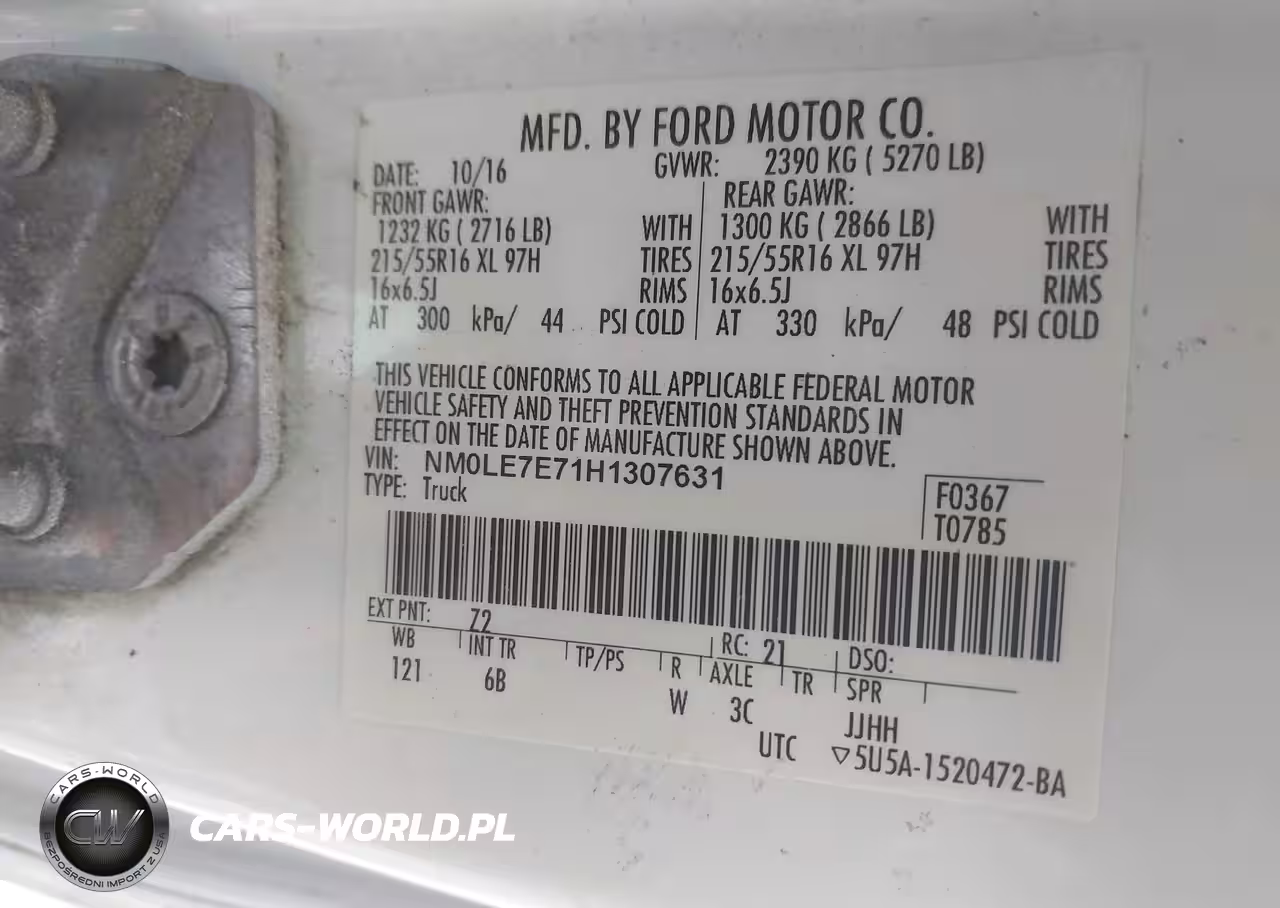 MFD. BY FORD MOTOR CO.
DATE: 10/16 GVWR: 2390 KG ( 5270 LB)
FRONT GAWR: REAR GAWR:
1232 KG ( 2716 LB) WITH 1300 KG ( 2866 LB) WITH
215/55R16 XL 97H TIRES 215/55R16 XL 97H TIRES
16x6.5J RIMS 16x6.5J RIMS
AT 300 kPa/ 44 PSI COLD AT 330 kPa/ 48 PSI COLD
THIS VEHICLE CONFORMS TO ALL APPLICABLE FEDERAL MOTOR
VEHICLE SAFETY AND THEFT PREVENTION STANDARDS IN
EFFECT ON THE DATE OF MANUFACTURE SHOWN ABOVE.
VIN: NM0LE7E71H1307631
TYPE: Truck
F0367
T0785
EXT PNT: Z2 RC: 21 DSO:
WB INT TR TP/PS R AXLE TR SPR
121 6B W 3C JJHH
UTC ▽5U5A-1520472-BA
CARS-WORLD
CW
BEZPOŚREDNI IMPORT Z USA
CARS-WORLD.PL